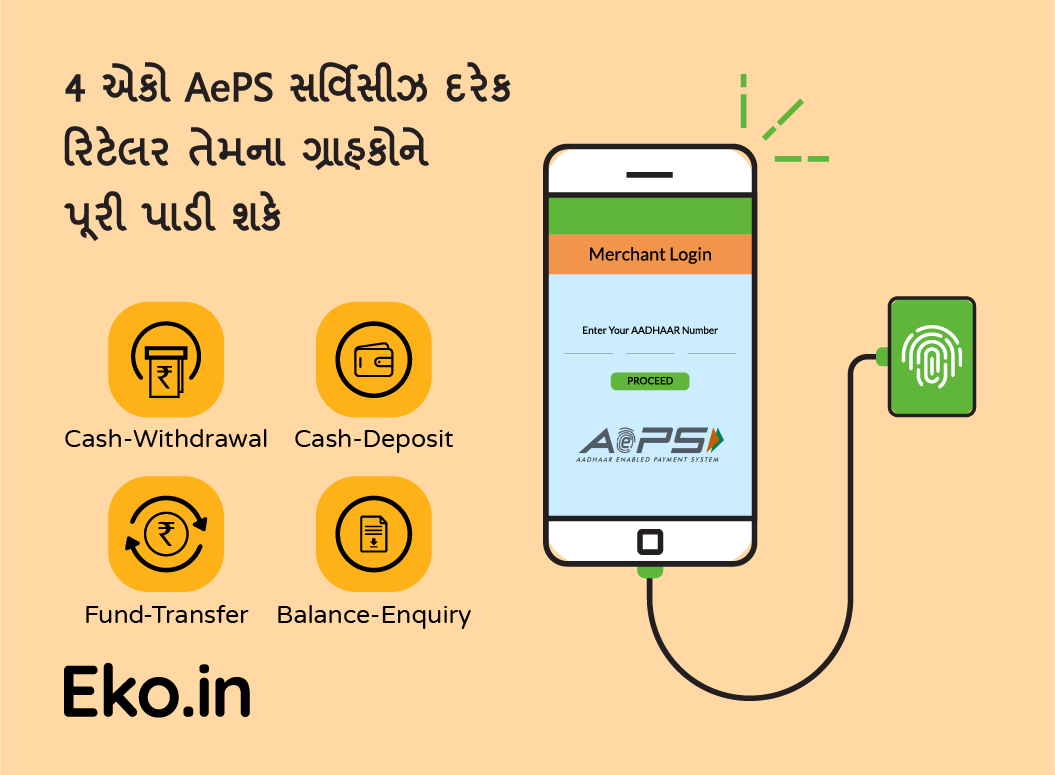 4 એકો AePS સર્વિસીઝ દરેક
રિટેલર તેમના ગ્રાહકોને
પૂરી પાડી શકે
Cash-Withdrawal
Cash-Deposit
Fund-Transfer
Balance-Enquiry
Eko.in
Merchant Login
Enter Your AADHAAR Number
PROCEED
AePS
AADHAAR ENABLED PAYMENT SYSTEM